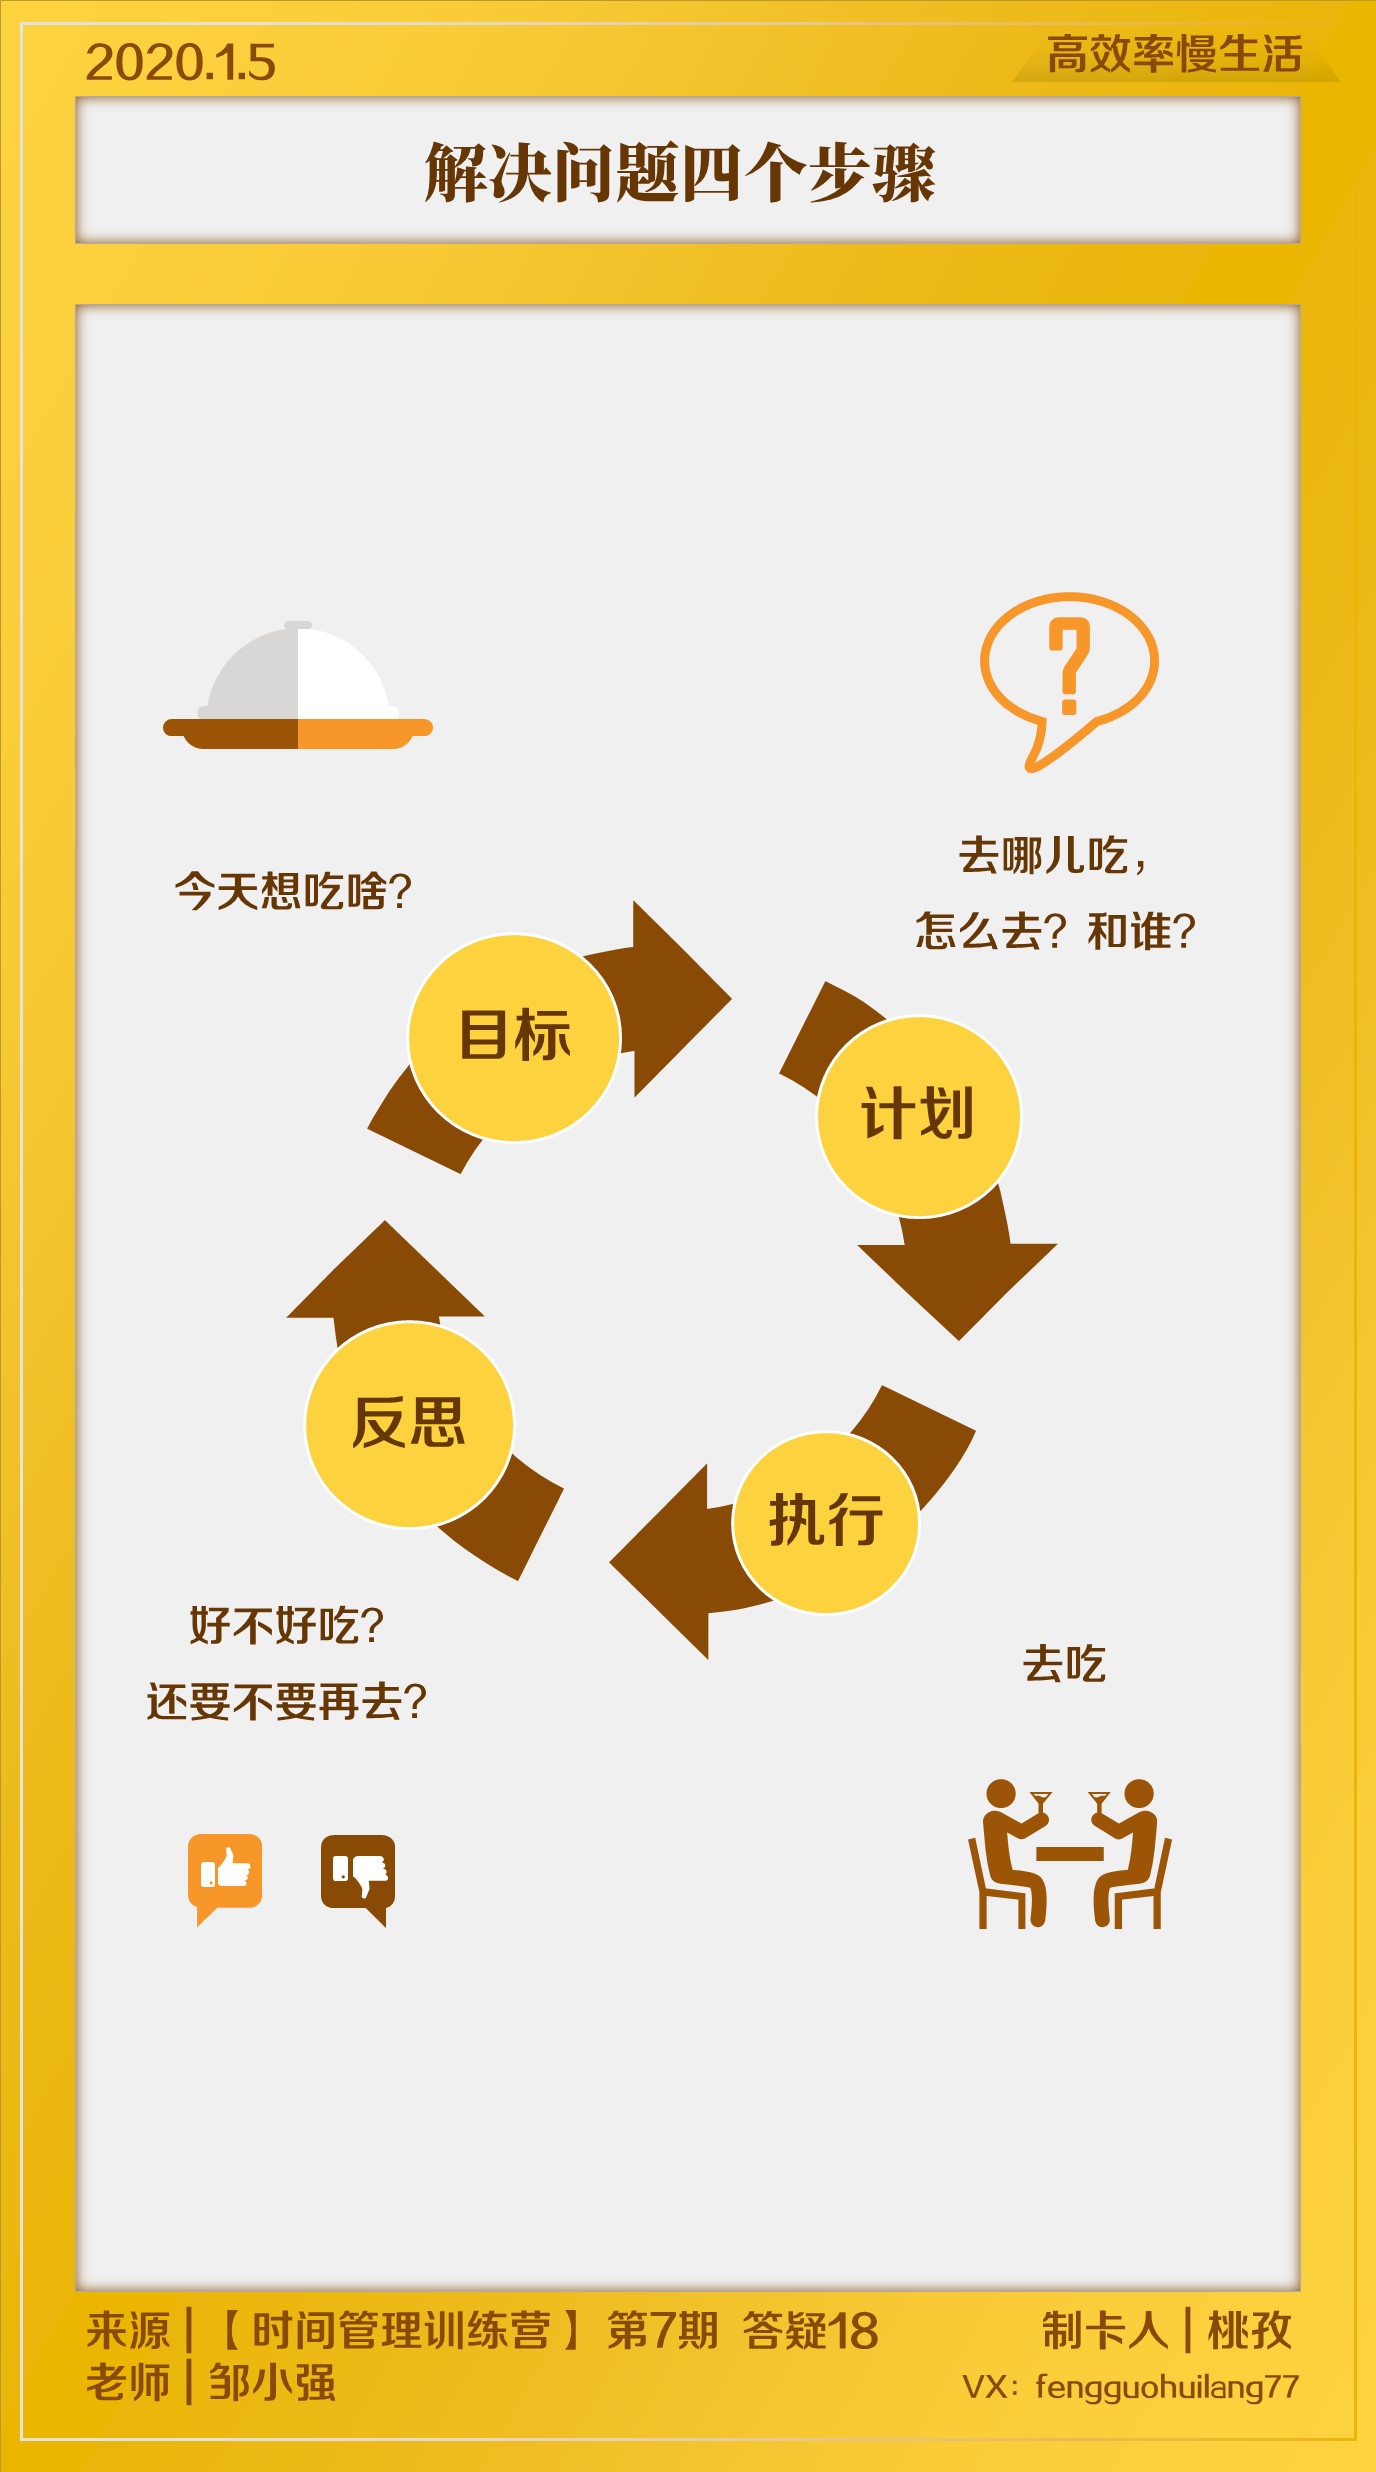 2020.1.5
高效率慢生活
解决问题四个步骤
今天想吃啥?
去哪儿吃，
怎么去? 和谁?
目标
计划
反思
执行
好不好吃?
还要不要再去?
去吃
来源 | 【 时间管理训练营 】 第7期 答疑18
老师 | 邹小强
制卡人 | 桃孜
VX: fengguohuilang77